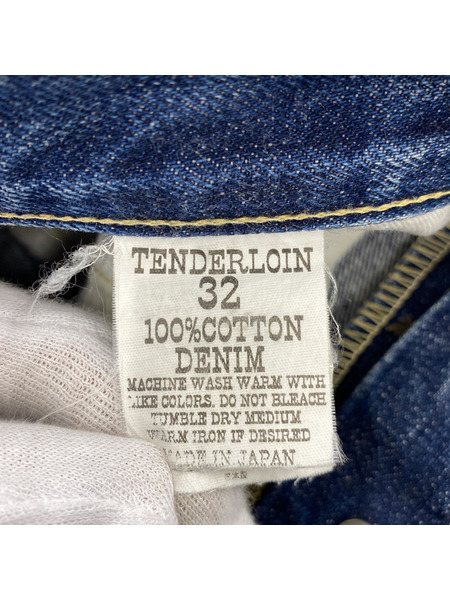 TENDERLOIN
32
100%COTTON
DENIM
MACHINE WASH WARM WITH
LIKE COLORS. DO NOT BLEACH
TUMBLE DRY MEDIUM
WARM IRON IF DESIRED
MADE IN JAPAN